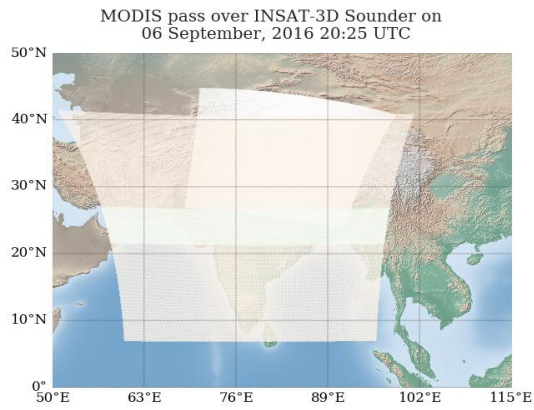 MODIS pass over INSAT-3D Sounder on
06 September, 2016 20:25 UTC
50°N
40°N
30°N
20°N
10°N
0°
50°E 63°E 76°E 89°E 102°E 115°E